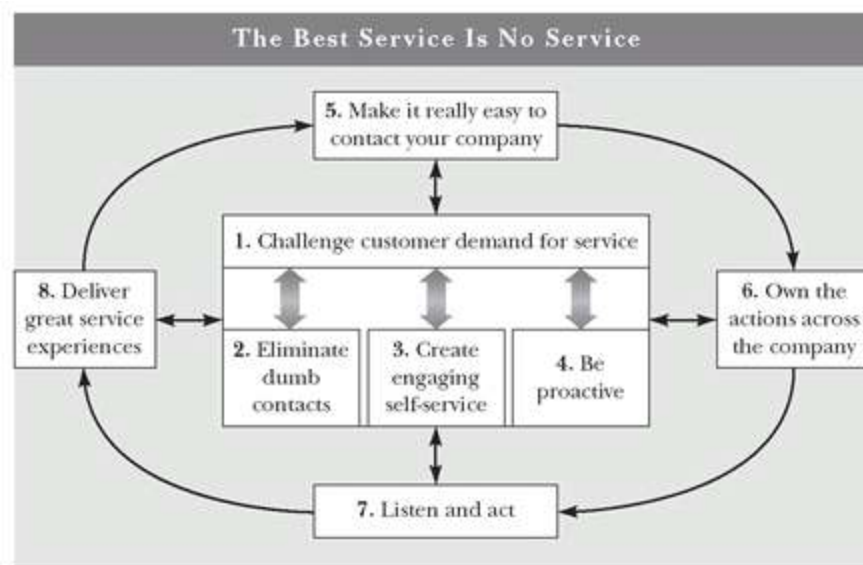 The Best Service Is No Service
5. Make it really easy to
contact your company
1. Challenge customer demand for service
8. Deliver
great service
experiences
6. Own the
actions across
the company
2. Eliminate
dumb
contacts
3. Create
engaging
self-service
4. Be
proactive
7. Listen and act